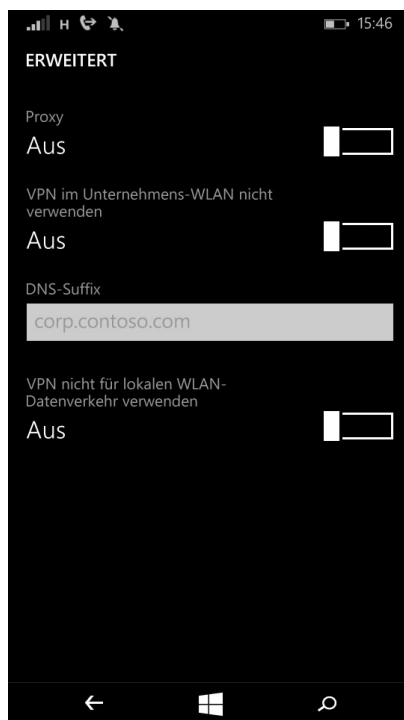 H 15:46
ERWEITERT
Proxy
Aus
VPN im Unternehmens-WLAN nicht
verwenden
Aus
DNS-Suffix
corp.contoso.com
VPN nicht für lokalen WLAN-
Datenverkehr verwenden
Aus